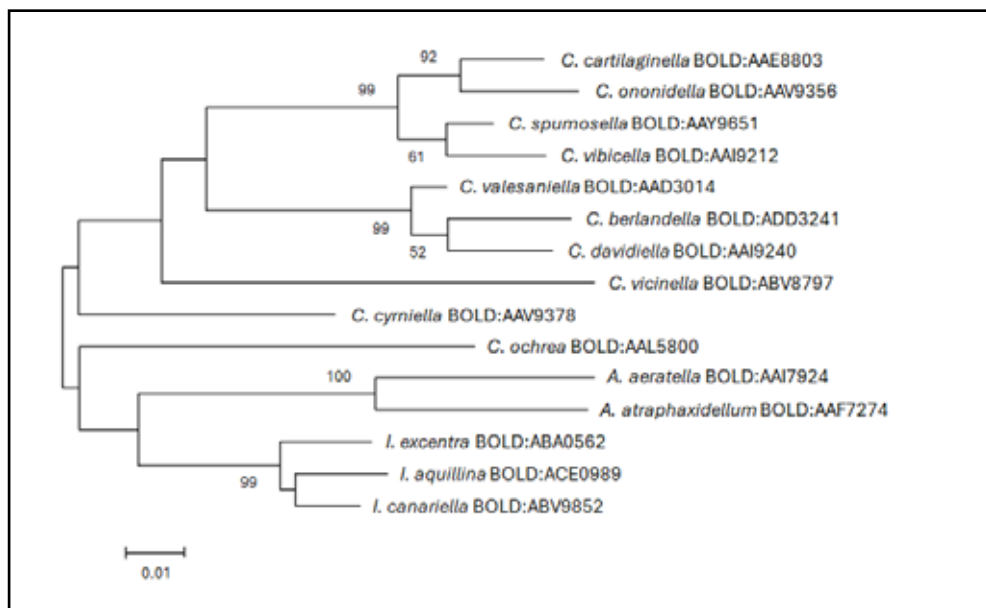 92
C. cartilaginella BOLD:AAE8803
99
C. ononidella BOLD:AAV9356
C. spumosella BOLD:AAY9651
61
C. vibicella BOLD:AAI9212
C. valesaniella BOLD:AAD3014
99
C. berlandella BOLD:ADD3241
52
C. davidiella BOLD:AAI9240
C. vicinella BOLD:ABV8797
C. cyrniella BOLD:AAV9378
C. ochrea BOLD:AAL5800
100
A. aeratella BOLD:AAI7924
A. atraphaxidellum BOLD:AAF7274
I. excentra BOLD:ABA0562
99
I. aquillina BOLD:ACE0989
I. canariella BOLD:ABV9852
0.01